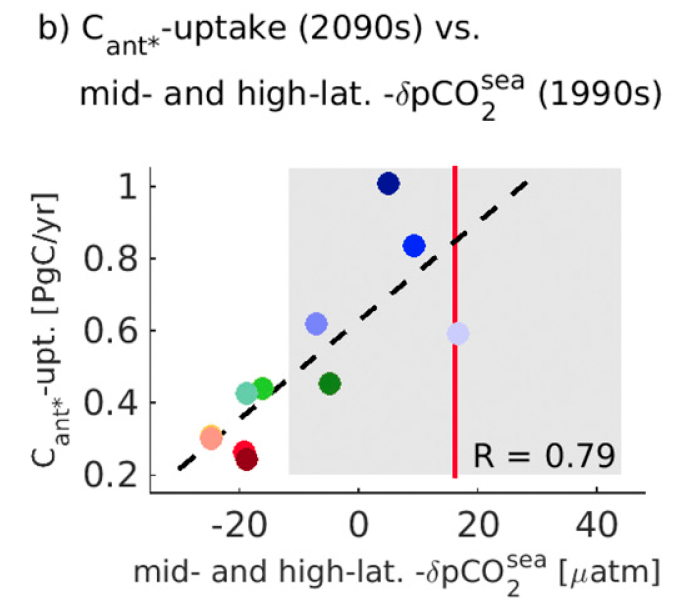 b) C_ant*-uptake (2090s) vs.
mid- and high-lat. -δpCO₂^sea (1990s)
C_ant*-upt. [PgC/yr]
1
0.8
0.6
0.4
0.2
R = 0.79
-20 0 20 40
mid- and high-lat. -δpCO₂^sea [μatm]